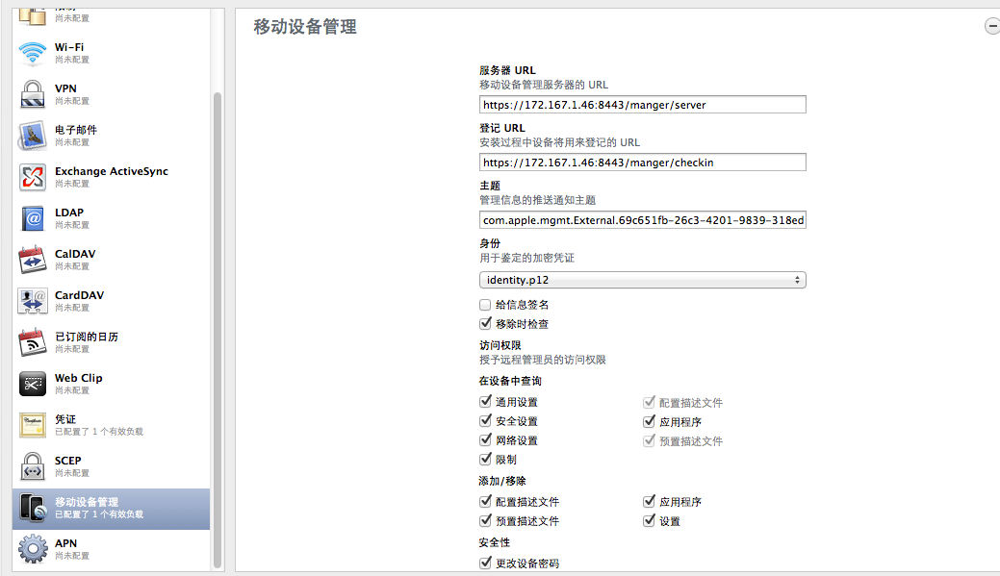 尚未配置
Wi-Fi
尚未配置
VPN
尚未配置
电子邮件
尚未配置
Exchange ActiveSync
尚未配置
LDAP
尚未配置
CalDAV
尚未配置
CardDAV
尚未配置
已订阅的日历
尚未配置
Web Clip
尚未配置
凭证
已配置了 1 个有效负载
SCEP
尚未配置
移动设备管理
已配置了 1 个有效负载
APN
尚未配置
移动设备管理
服务器 URL
移动设备管理服务器的 URL
https://172.167.1.46:8443/manger/server
登记 URL
安装过程中设备将用来登记的 URL
https://172.167.1.46:8443/manger/checkin
主题
管理信息的推送通知主题
com.apple.mgmt.External.69c651fb-26c3-4201-9839-318ed
身份
用于鉴定的加密凭证
identity.p12
给信息签名
移除时检查
访问权限
授予远程管理员的访问权限
在设备中查询
通用设置 配置描述文件
安全设置 应用程序
网络设置 预置描述文件
限制
添加/移除
配置描述文件 应用程序
预置描述文件 设置
安全性
更改设备密码